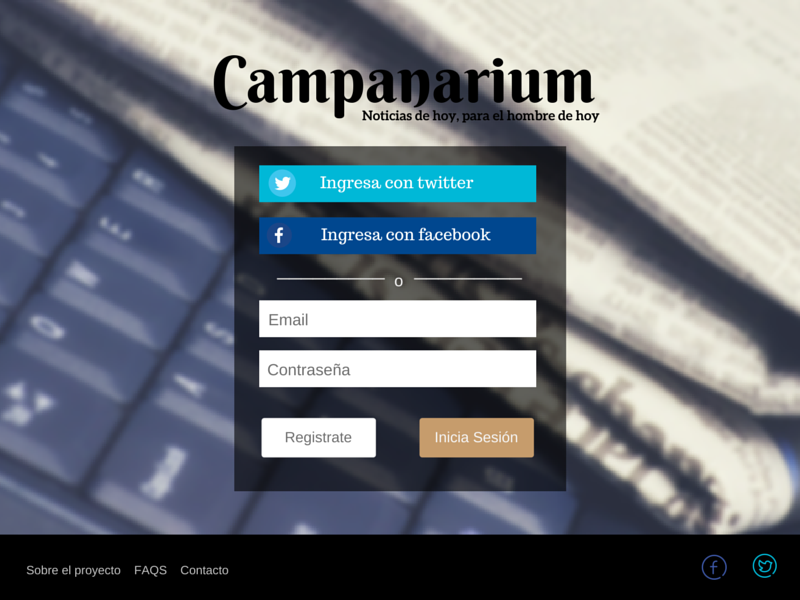 Campanarium
Noticias de hoy, para el hombre de hoy
Ingresa con twitter
Ingresa con facebook
o
Email
Contraseña
Registrate
Inicia Sesión
Sobre el proyecto
FAQS
Contacto